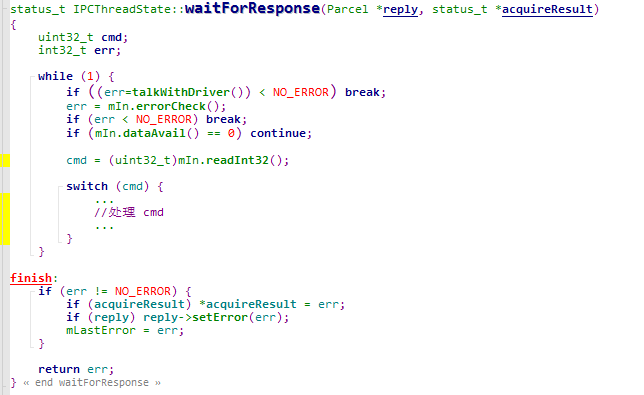 status_t IPCThreadState::waitForResponse(Parcel *reply, status_t *acquireResult)
{
    uint32_t cmd;
    int32_t err;

    while (1) {
        if ((err=talkWithDriver()) < NO_ERROR) break;
        err = mIn.errorCheck();
        if (err < NO_ERROR) break;
        if (mIn.dataAvail() == 0) continue;

        cmd = (uint32_t)mIn.readInt32();

        switch (cmd) {
            ...
            //处理 cmd
            ...
        }
    }

finish:
    if (err != NO_ERROR) {
        if (acquireResult) *acquireResult = err;
        if (reply) reply->setError(err);
        mLastError = err;
    }

    return err;
} « end waitForResponse »